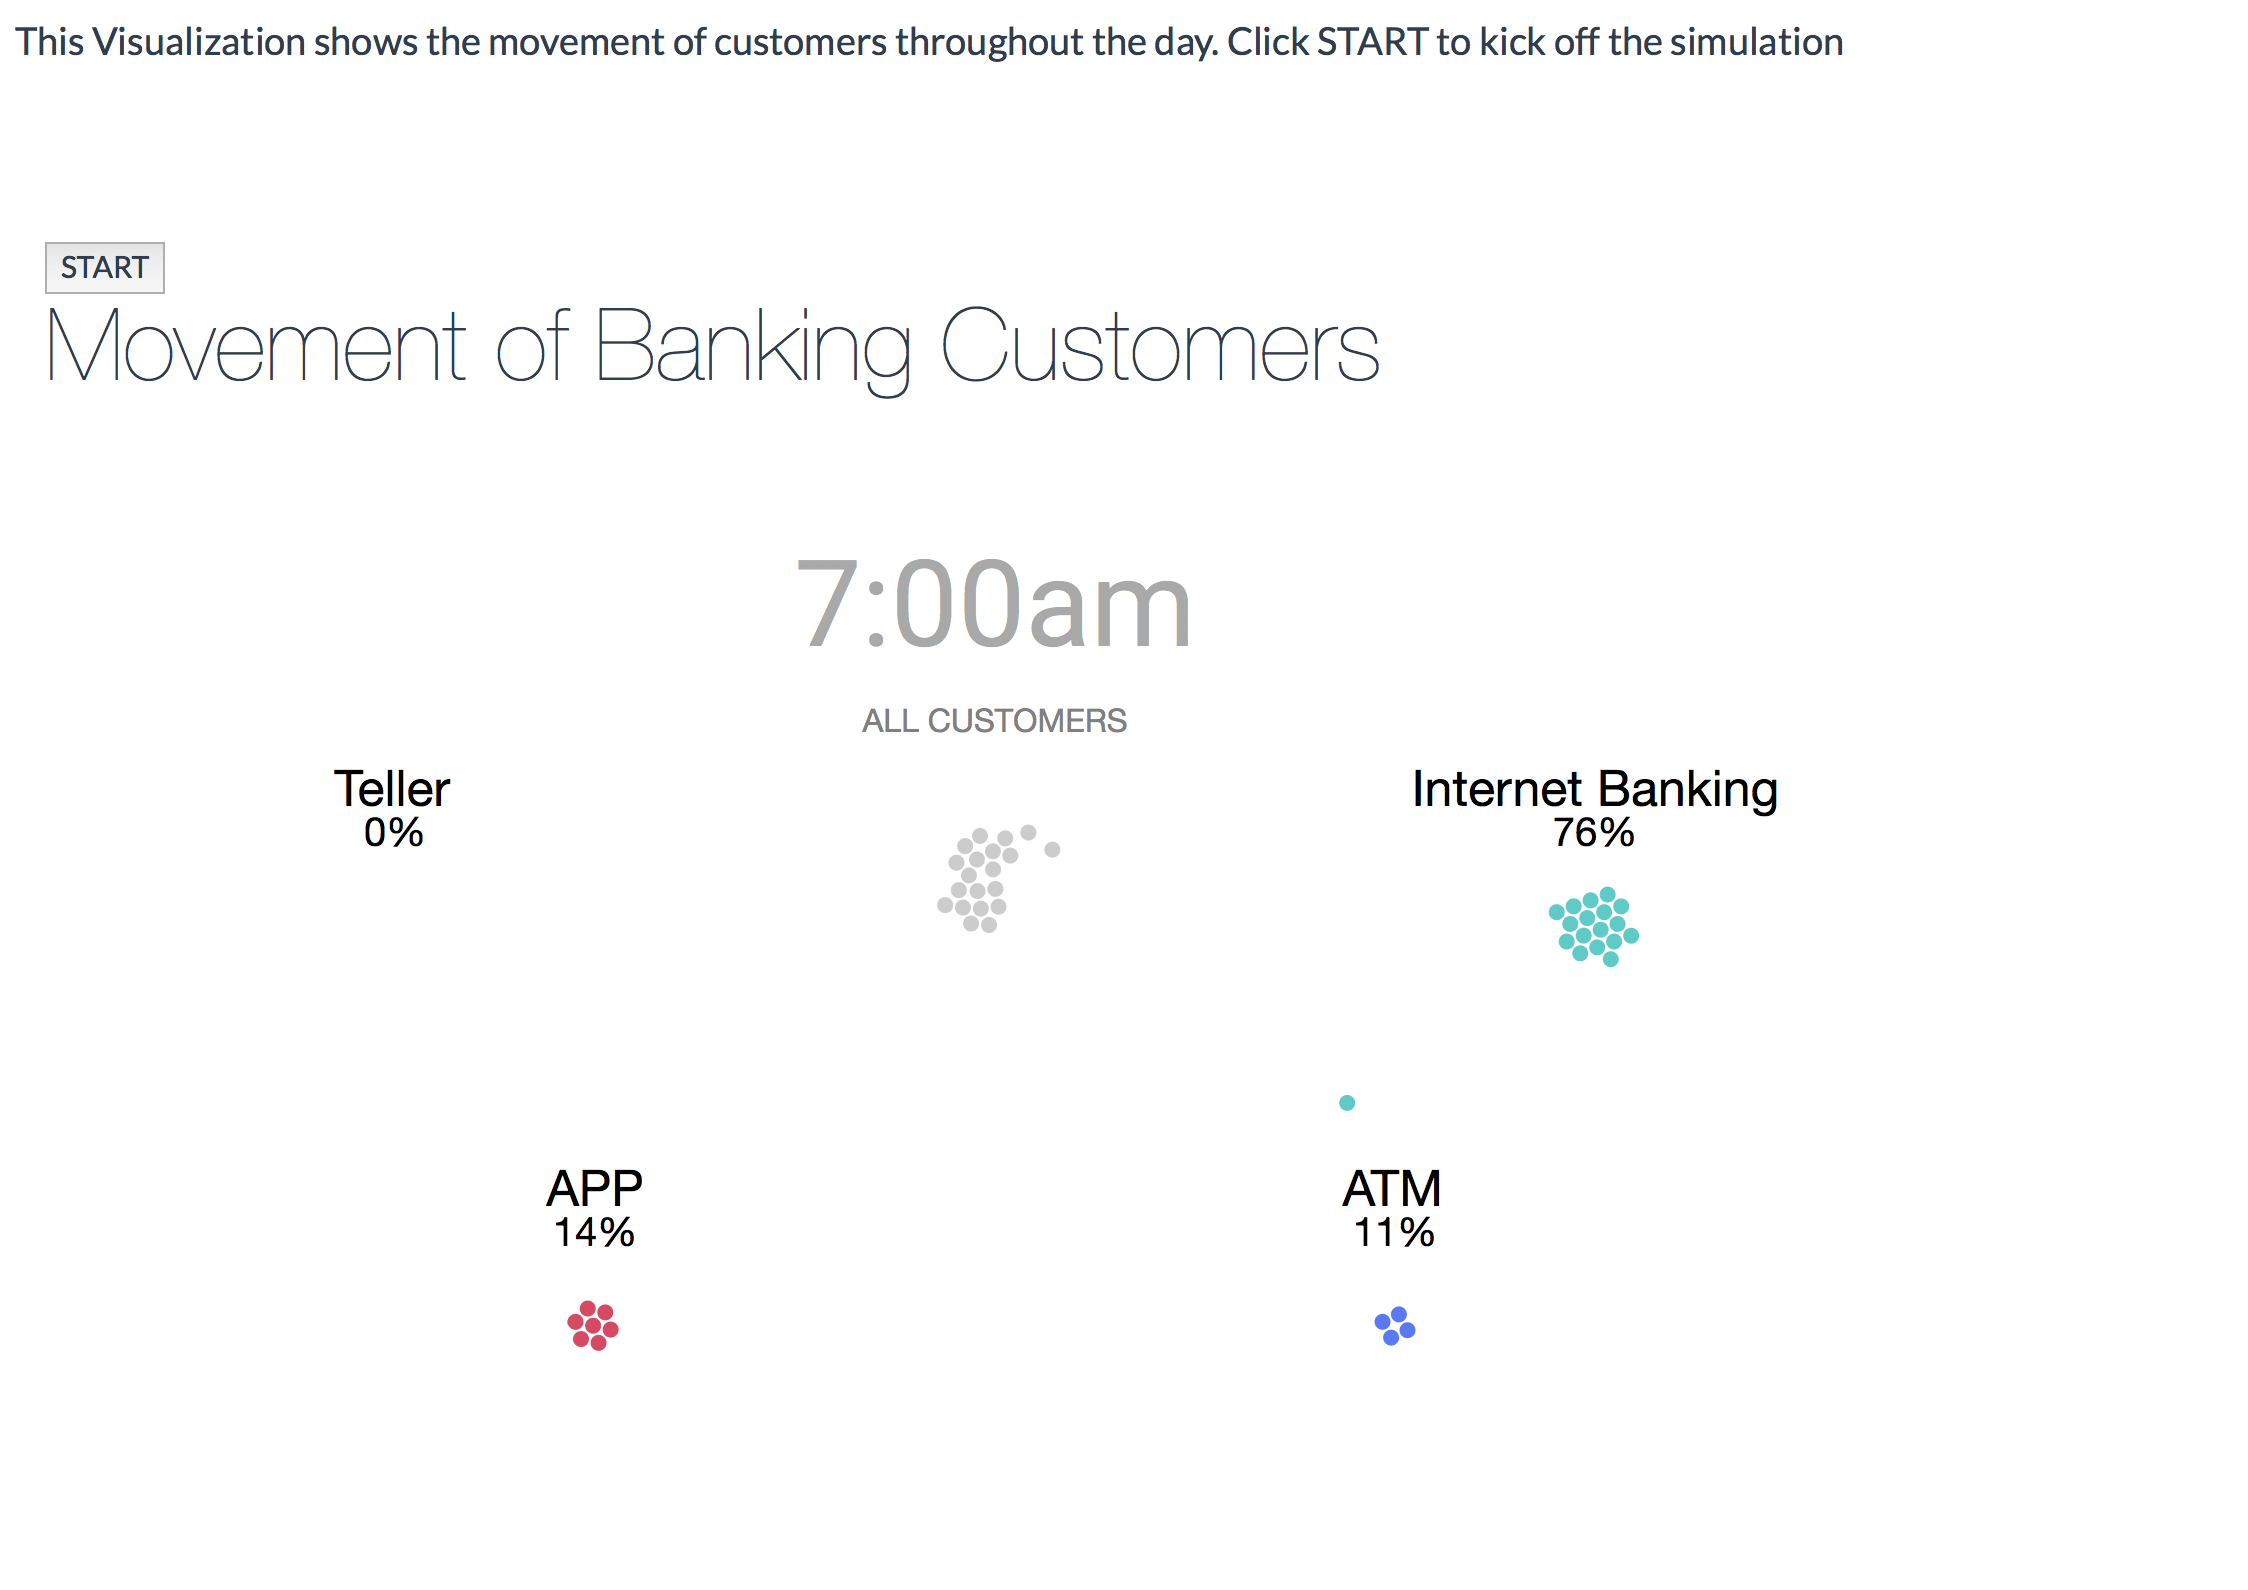 This Visualization shows the movement of customers throughout the day. Click START to kick off the simulation
START
Movement of Banking Customers
7:00am
ALL CUSTOMERS
Teller
0%
Internet Banking
76%
APP
14%
ATM
11%